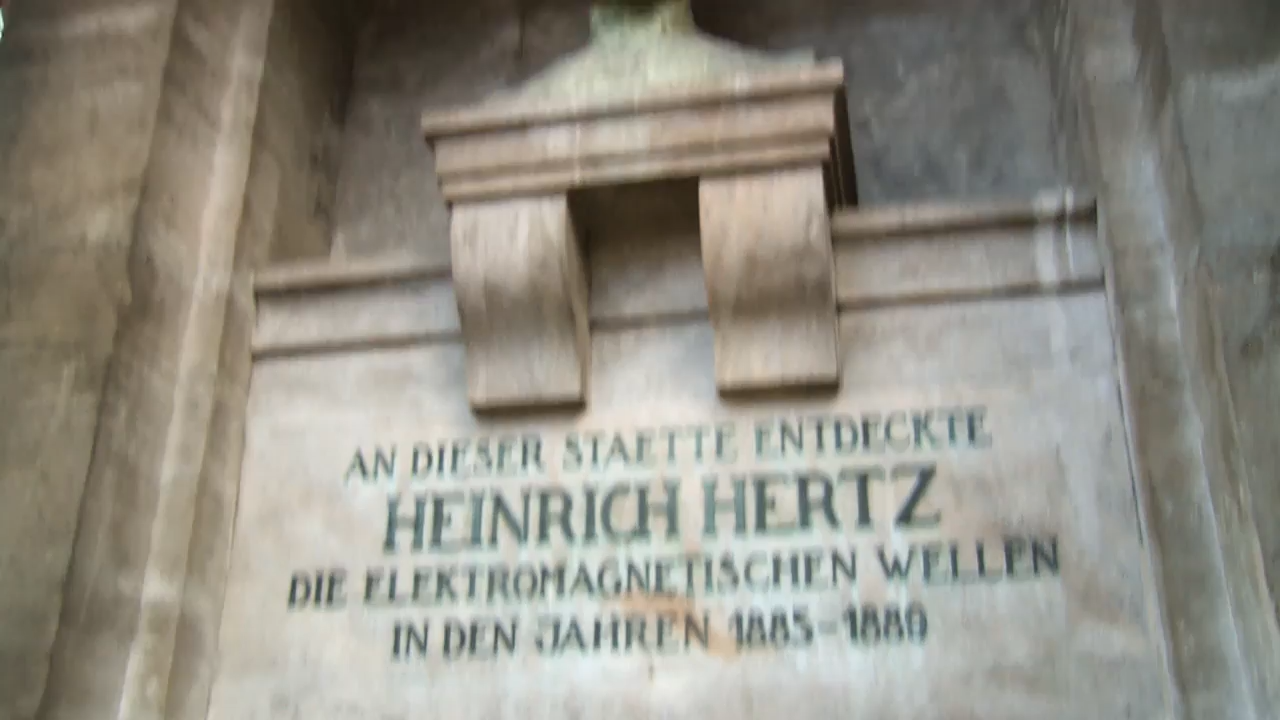 AN DIESER STAETTE ENTDECKTE
HEINRICH HERTZ
DIE ELEKTROMAGNETISCHEN WELLEN
IN DEN JAHREN 1885-1889